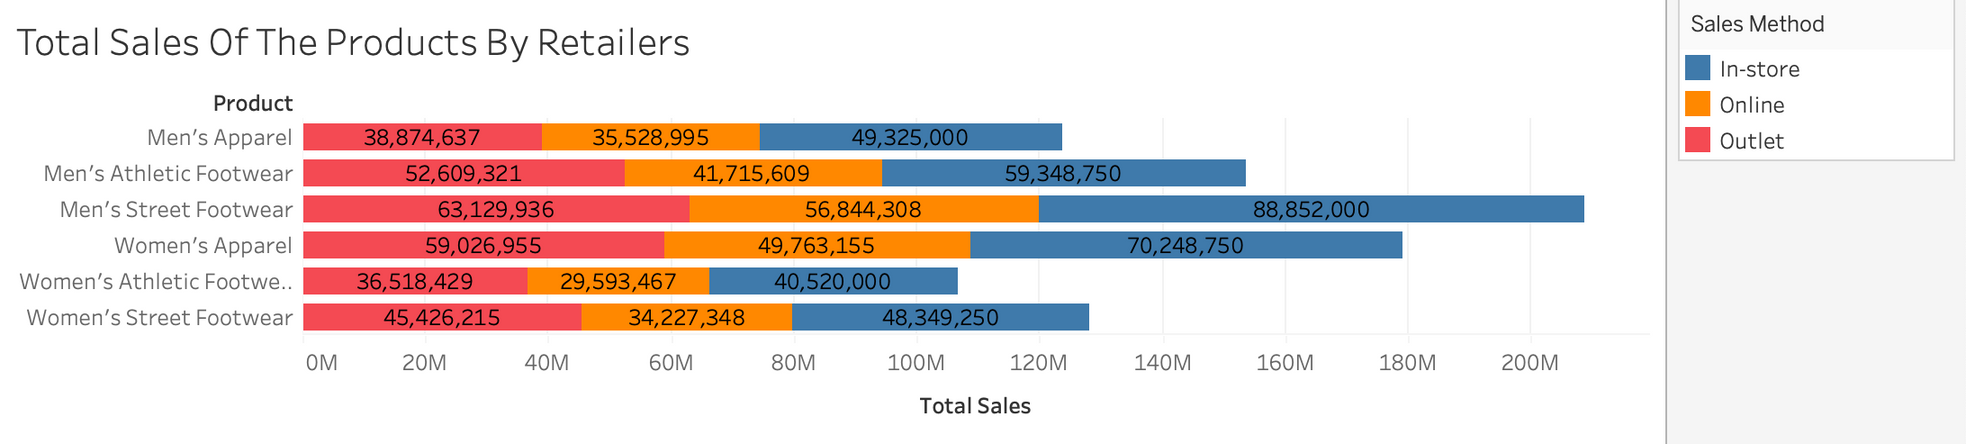 Total Sales Of The Products By Retailers
Sales Method
In-store
Online
Outlet
Product
Men's Apparel 38,874,637 35,528,995 49,325,000
Men's Athletic Footwear 52,609,321 41,715,609 59,348,750
Men's Street Footwear 63,129,936 56,844,308 88,852,000
Women's Apparel 59,026,955 49,763,155 70,248,750
Women's Athletic Footwe.. 36,518,429 29,593,467 40,520,000
Women's Street Footwear 45,426,215 34,227,348 48,349,250
0M 20M 40M 60M 80M 100M 120M 140M 160M 180M 200M
Total Sales